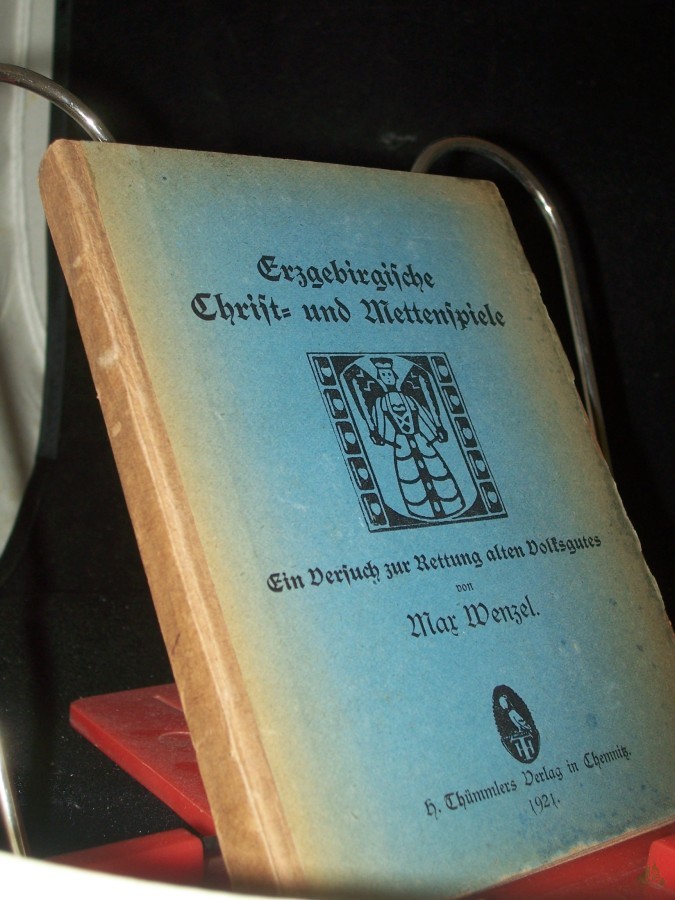 Erzgebirgische
Christ- und Mettenspiele
Ein Versuch zur Rettung alten Volksgutes
von
Max Wenzel.
H. Thümmlers Verlag in Chemnitz.
1921.